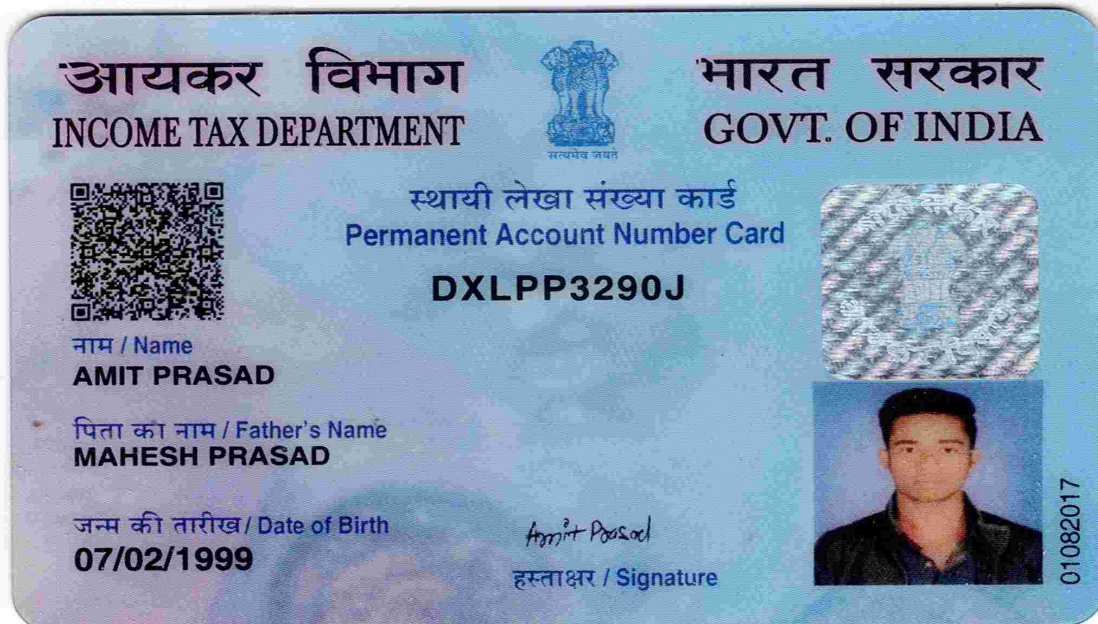 आयकर विभाग
INCOME TAX DEPARTMENT
सत्यमेव जयते
भारत सरकार
GOVT. OF INDIA
स्थायी लेखा संख्या कार्ड
Permanent Account Number Card
DXLPP3290J
नाम / Name
AMIT PRASAD
पिता का नाम / Father's Name
MAHESH PRASAD
जन्म की तारीख / Date of Birth
07/02/1999
Amit Prasad
हस्ताक्षर / Signature
01082017